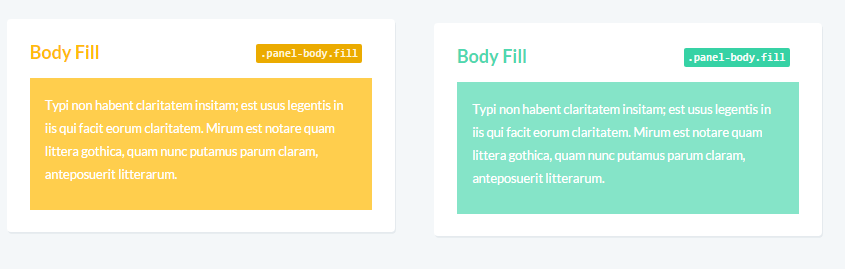 Body Fill .panel-body.fill
Typi non habent claritatem insitam; est usus legentis in
iis qui facit eorum claritatem. Mirum est notare quam
littera gothica, quam nunc putamus parum claram,
anteposuerit litterarum.
Body Fill .panel-body.fill
Typi non habent claritatem insitam; est usus legentis in
iis qui facit eorum claritatem. Mirum est notare quam
littera gothica, quam nunc putamus parum claram,
anteposuerit litterarum.